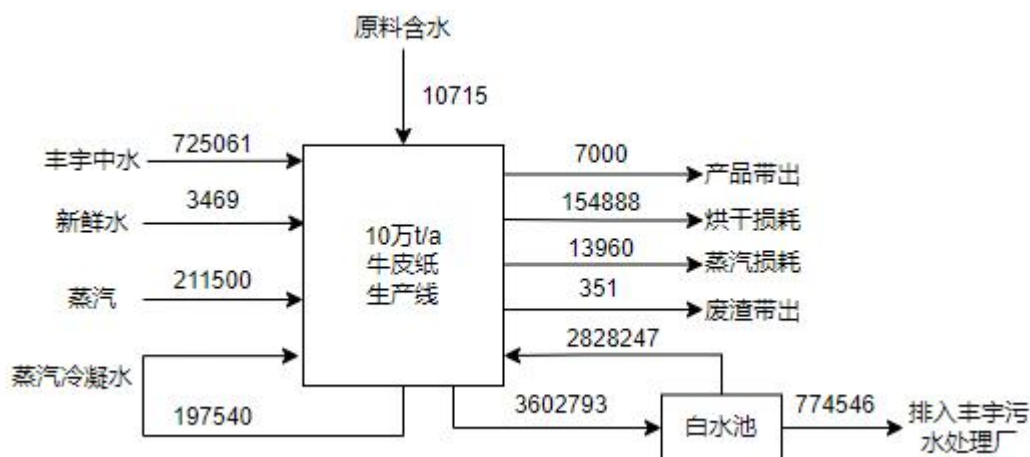 原料含水
10715
丰宇中水
725061
新鲜水
3469
蒸汽
211500
蒸汽冷凝水
197540
10万t/a
牛皮纸
生产线
7000
产品带出
154888
烘干损耗
13960
蒸汽损耗
351
废渣带出
2828247
3602793
白水池
774546
排入丰宇污
水处理厂